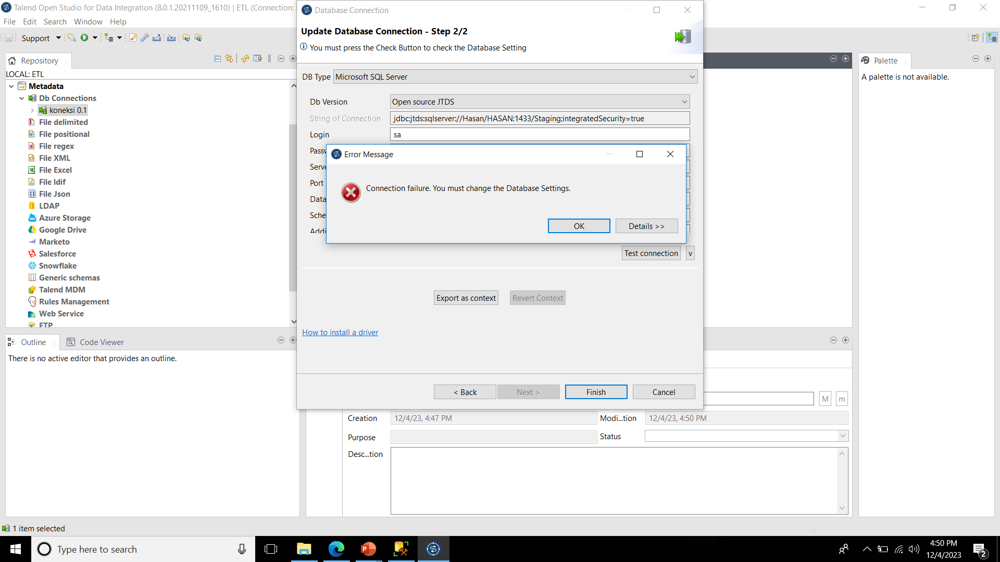 Talend Open Studio for Data Integration (8.0.1.20211109_1610) | ETL (Connection:
File Edit Search Window Help
Support
Repository
LOCAL: ETL
Metadata
Db Connections
koneksi 0.1
File delimited
File positional
File regex
File XML
File Excel
File ldif
File Json
LDAP
Azure Storage
Google Drive
Marketo
Salesforce
Snowflake
Generic schemas
Talend MDM
Rules Management
Web Service
FTP
Outline
Code Viewer
There is no active editor that provides an outline.
Database Connection
Update Database Connection - Step 2/2
You must press the Check Button to check the Database Setting
DB Type Microsoft SQL Server
Db Version Open source JTDS
String of Connection jdbc:jtds:sqlserver://Hasan/HASAN:1433/Staging;integratedSecurity=true
Login sa
Passw
Serve
Port
Data
Sche
Addi
Error Message
Connection failure. You must change the Database Settings.
OK Details >>
Test connection v
Export as context Revert Context
How to install a driver
< Back Next > Finish Cancel
Palette
A palette is not available.
M m
Creation 12/4/23, 4:47 PM Modi...tion 12/4/23, 4:50 PM
Purpose Status
Desc...tion
1 item selected
Type here to search
4:50 PM
12/4/2023
2